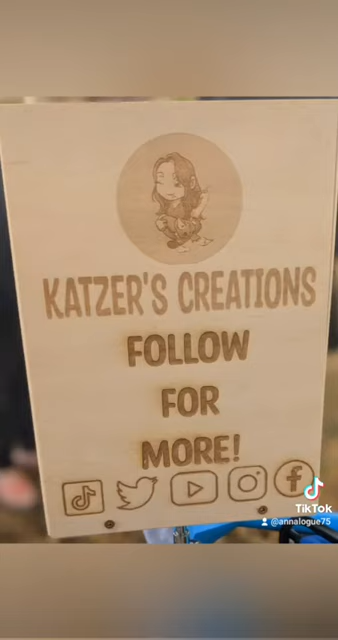 KATZER'S CREATIONS
FOLLOW
FOR
MORE!
TikTok
@annalogue75